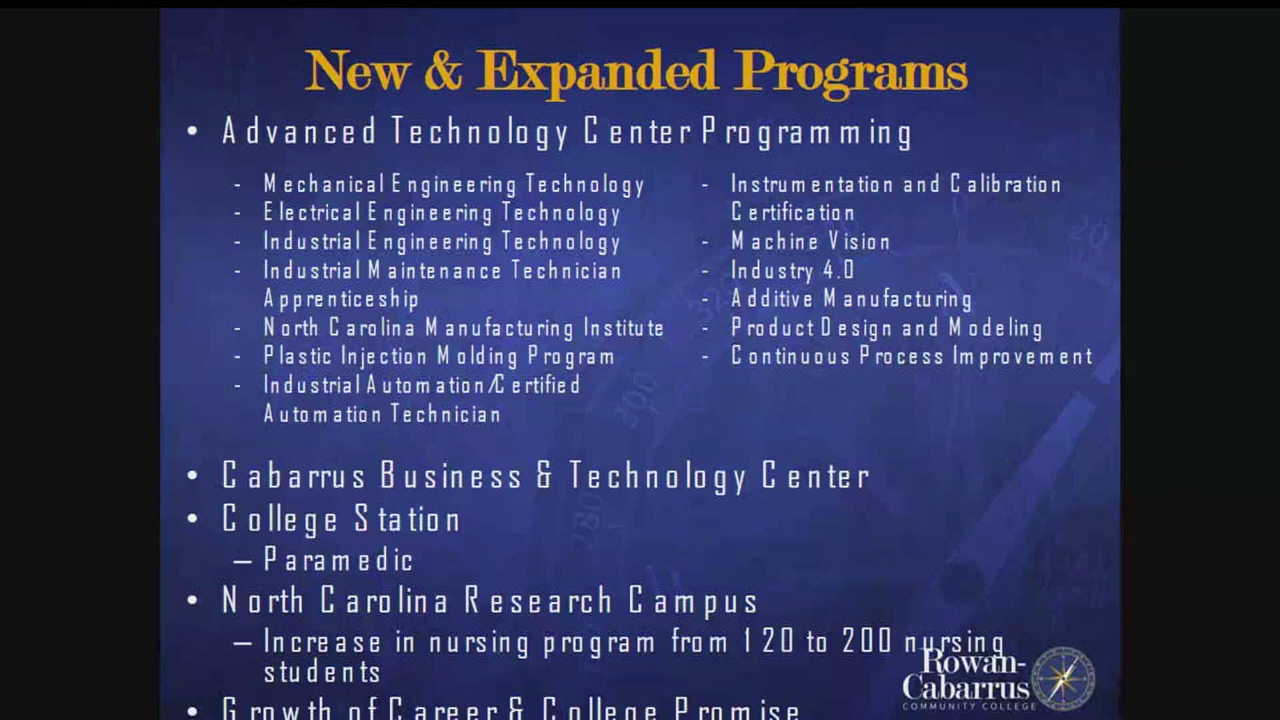 New & Expanded Programs
• Advanced Technology Center Programming
- Mechanical Engineering Technology
- Electrical Engineering Technology
- Industrial Engineering Technology
- Industrial Maintenance Technician
Apprenticeship
- North Carolina Manufacturing Institute
- Plastic Injection Molding Program
- Industrial Automation/Certified
Automation Technician
- Instrumentation and Calibration
Certification
- Machine Vision
- Industry 4.0
- Additive Manufacturing
- Product Design and Modeling
- Continuous Process Improvement
• Cabarrus Business & Technology Center
• College Station
– Paramedic
• North Carolina Research Campus
– Increase in nursing program from 120 to 200 nursing
students
• Growth of Career & College Promise
Rowan-
Cabarrus
COMMUNITY COLLEGE